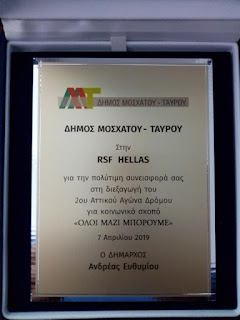 ΜΤ ΔΗΜΟΣ ΜΟΣΧΑΤΟΥ - ΤΑΥΡΟΥ
ΔΗΜΟΣ ΜΟΣΧΑΤΟΥ - ΤΑΥΡΟΥ
Στην
RSF HELLAS
για την πολύτιμη συνεισφορά σας
στη διεξαγωγή του
2ου Αττικού Αγώνα Δρόμου
για κοινωνικό σκοπό
«ΟΛΟΙ ΜΑΖΙ ΜΠΟΡΟΥΜΕ»
7 Απριλίου 2019
Ο ΔΗΜΑΡΧΟΣ
Ανδρέας Ευθυμίου